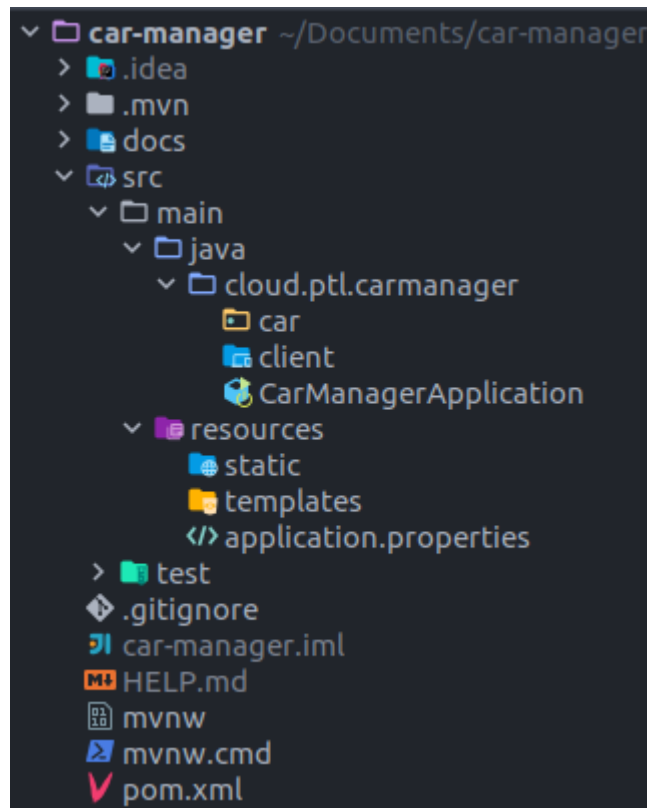 car-manager ~/Documents/car-manager
.idea
.mvn
docs
src
main
java
cloud.ptl.carmanager
car
client
CarManagerApplication
resources
static
templates
application.properties
test
.gitignore
car-manager.iml
HELP.md
mvnw
mvnw.cmd
pom.xml